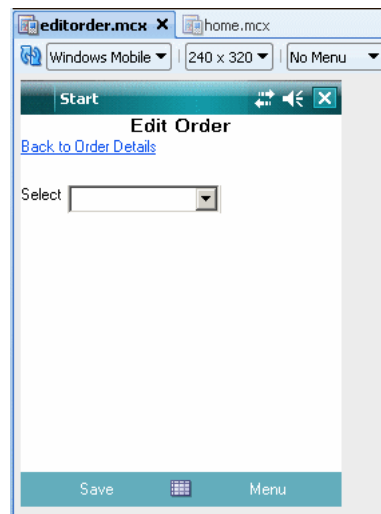 editorder.mcx home.mcx
Windows Mobile 240 x 320 No Menu
Start
Edit Order
Back to Order Details
Select
Save Menu